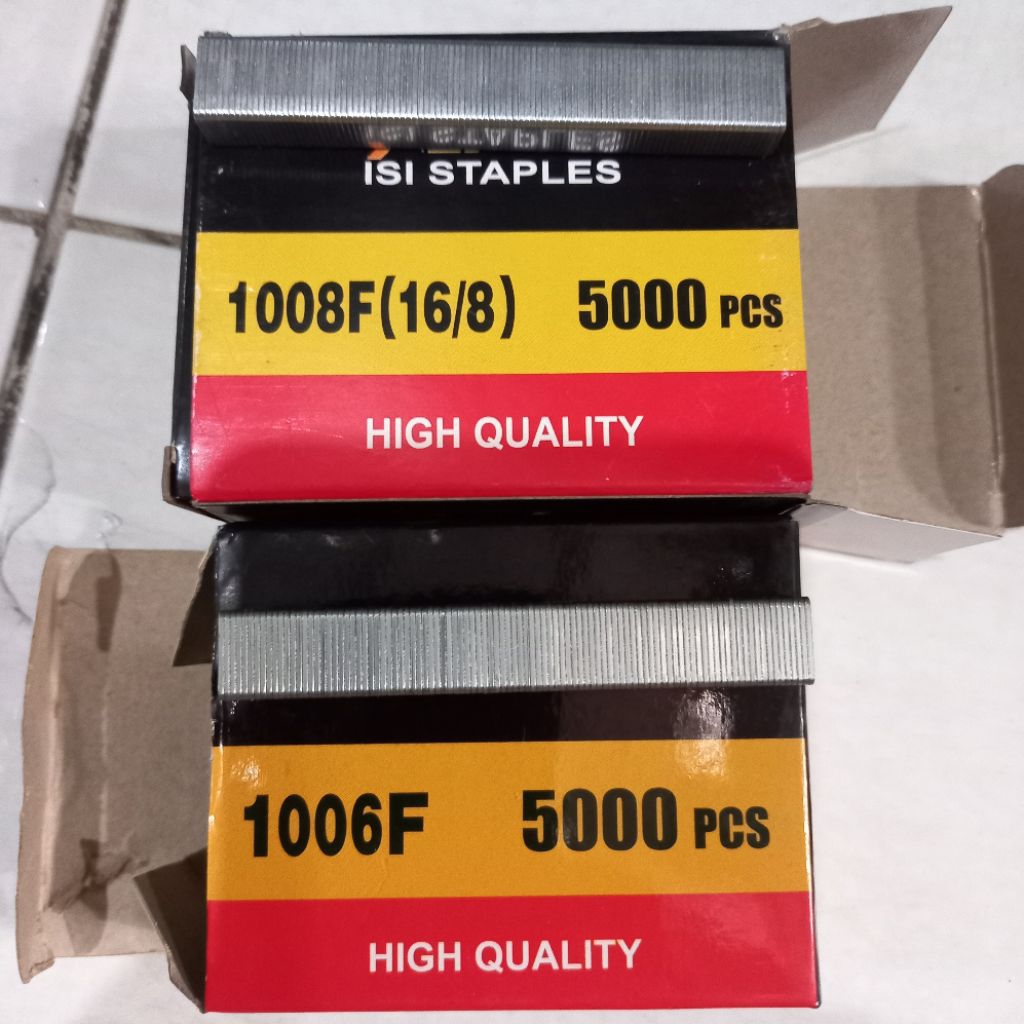 ISI STAPLES
1008F(16/8) 5000 PCS
HIGH QUALITY
1006F 5000 PCS
HIGH QUALITY